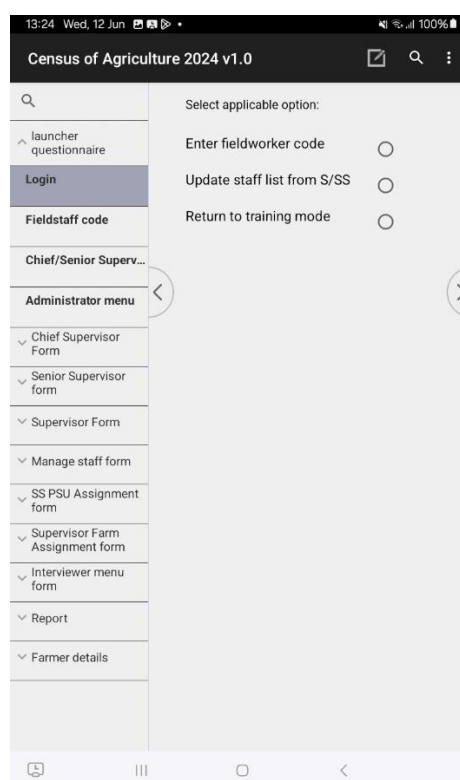 13:24 Wed, 12 Jun
100%
Census of Agriculture 2024 v1.0
launcher
questionnaire
Login
Fieldstaff code
Chief/Senior Superv...
Administrator menu
Chief Supervisor
Form
Senior Supervisor
form
Supervisor Form
Manage staff form
SS PSU Assignment
form
Supervisor Farm
Assignment form
Interviewer menu
form
Report
Farmer details
Select applicable option:
Enter fieldworker code
Update staff list from S/SS
Return to training mode